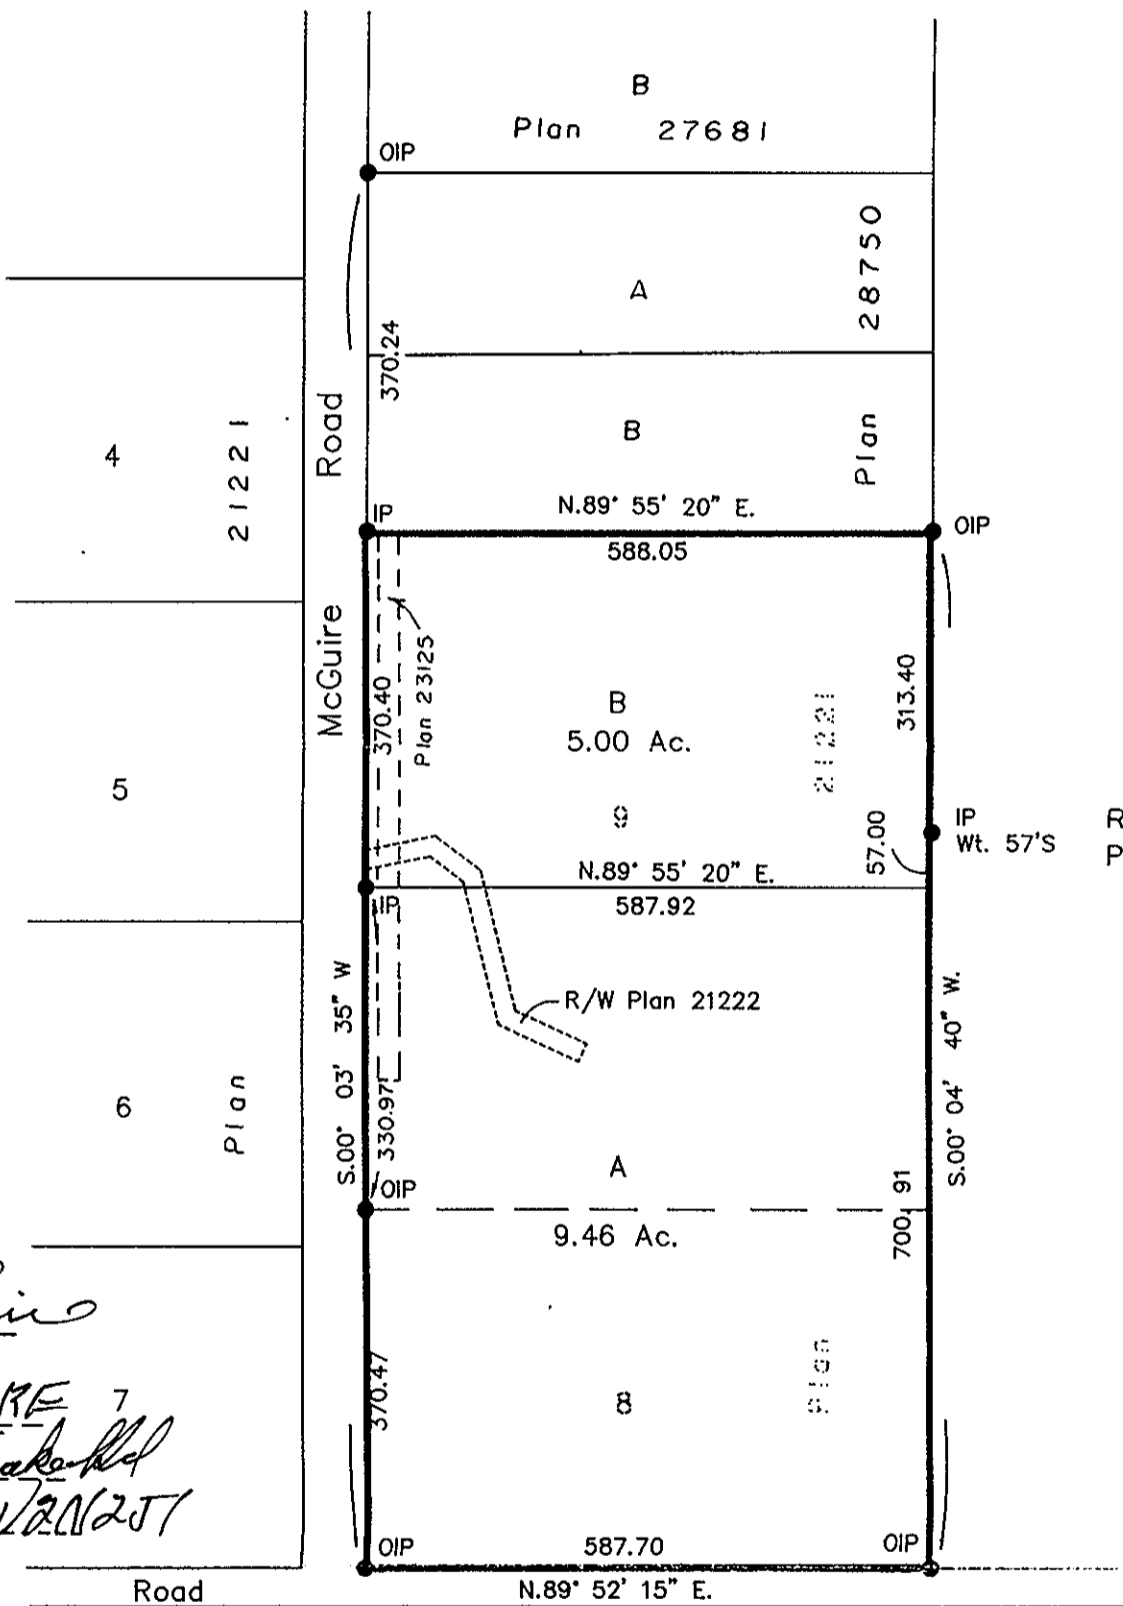 B
Plan 27681
OIP
A
28750
370.24
4
21221
Road
B
Plan
IP
N.89° 55' 20" E.
OIP
588.05
McGuire
Plan 23125
370.40
313.40
B
5.00 Ac.
21221
5
9
57.00
IP
Wt. 57'S
R
P
N.89° 55' 20" E.
IP
587.92
R/W Plan 21222
S.00° 03' 35" W
S.00° 04' 40" W.
6
Plan
330.97
A
OIP
9.46 Ac.
700.91
7
370.47
8
Plan
OIP
587.70
OIP
Road
N.89° 52' 15" E.